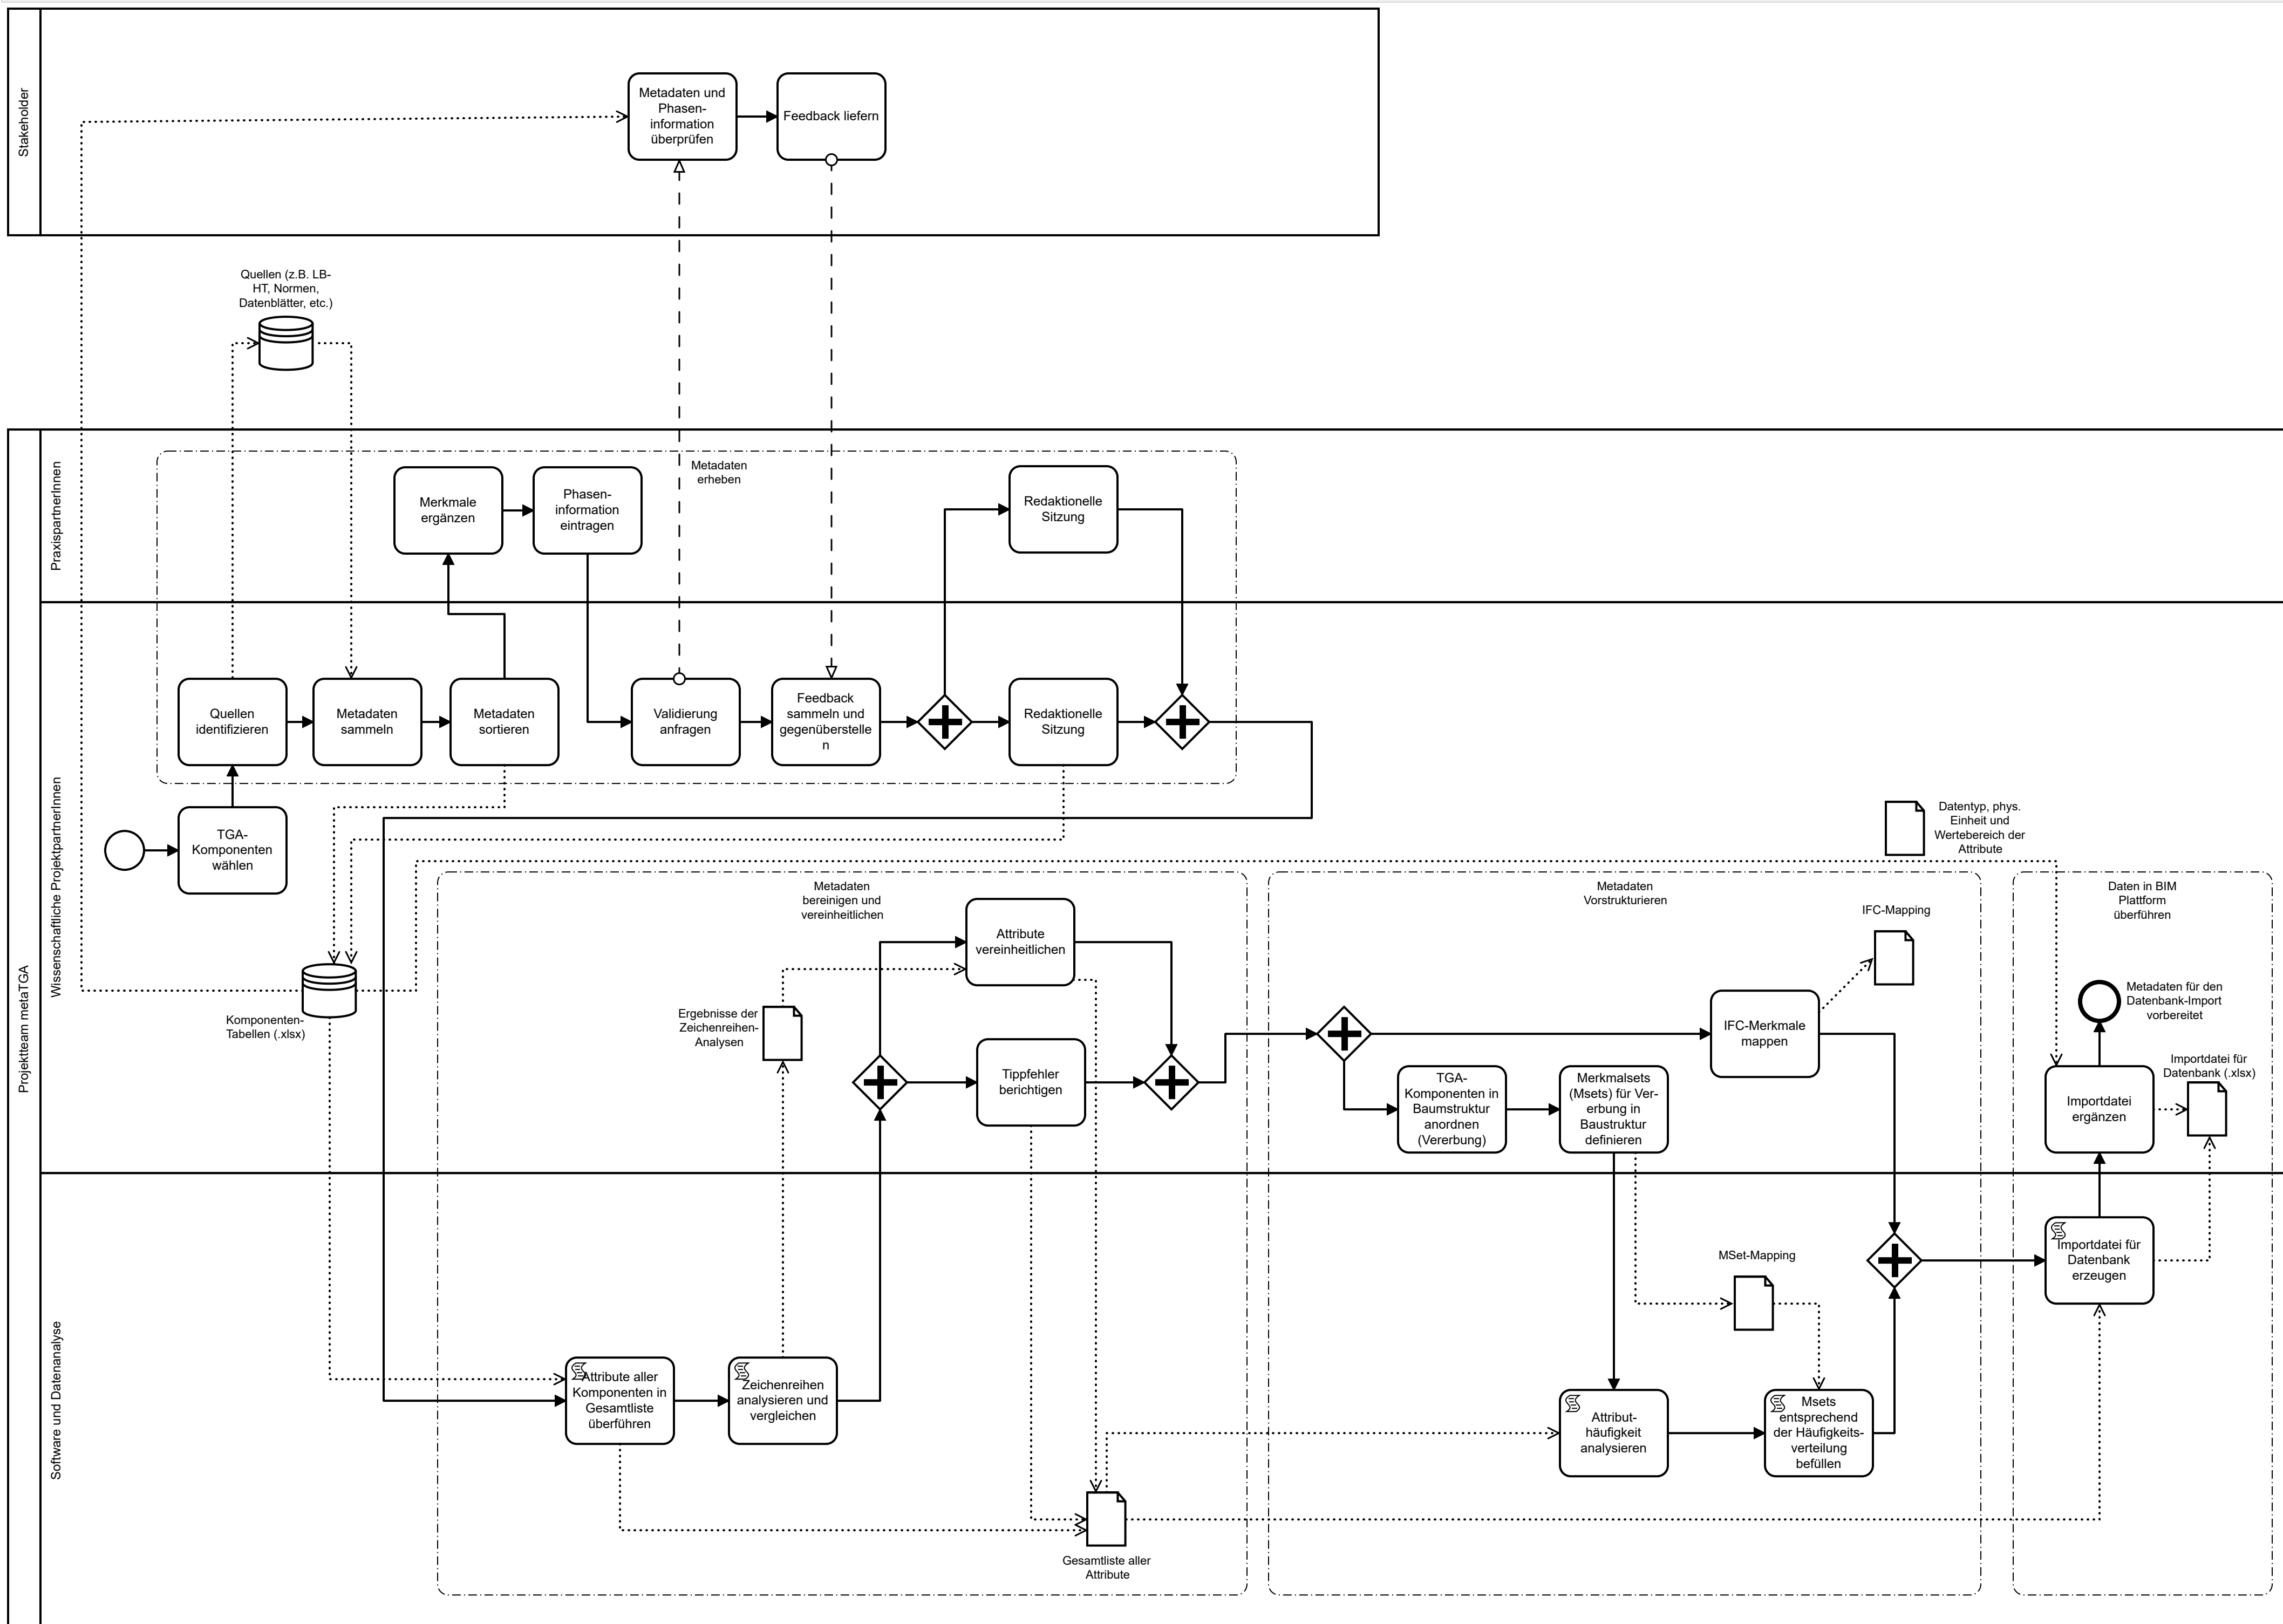 Stakeholder
Metadaten und
Phasen-
information
überprüfen
Feedback liefern
Quellen (z.B. LB-
HT, Normen,
Datenblätter, etc.)
Projektteam metaTGA
PraxispartnerInnen
Metadaten
erheben
Merkmale
ergänzen
Phasen-
information
eintragen
Redaktionelle
Sitzung
Wissenschaftliche ProjektpartnerInnen
Quellen
identifizieren
Metadaten
sammeln
Metadaten
sortieren
Validierung
anfragen
Feedback
sammeln und
gegenüberstelle
n
Redaktionelle
Sitzung
TGA-
Komponenten
wählen
Datentyp, phys.
Einheit und
Wertebereich der
Attribute
Komponenten-
Tabellen (.xlsx)
Metadaten
bereinigen und
vereinheitlichen
Attribute
vereinheitlichen
Ergebnisse der
Zeichenreihen-
Analysen
Tippfehler
berichtigen
Metadaten
Vorstrukturieren
IFC-Mapping
IFC-Merkmale
mappen
TGA-
Komponenten in
Baumstruktur
anordnen
(Vererbung)
Merkmalsets
(Msets) für Ver-
erbung in
Baustruktur
definieren
Daten in BIM
Plattform
überführen
Metadaten für den
Datenbank-Import
vorbereitet
Importdatei für
Datenbank (.xlsx)
Importdatei
ergänzen
Software und Datenanalyse
Importdatei für
Datenbank
erzeugen
MSet-Mapping
Attribute aller
Komponenten in
Gesamtliste
überführen
Zeichenreihen
analysieren und
vergleichen
Attribut-
häufigkeit
analysieren
Msets
entsprechend
der Häufigkeits-
verteilung
befüllen
Gesamtliste aller
Attribute